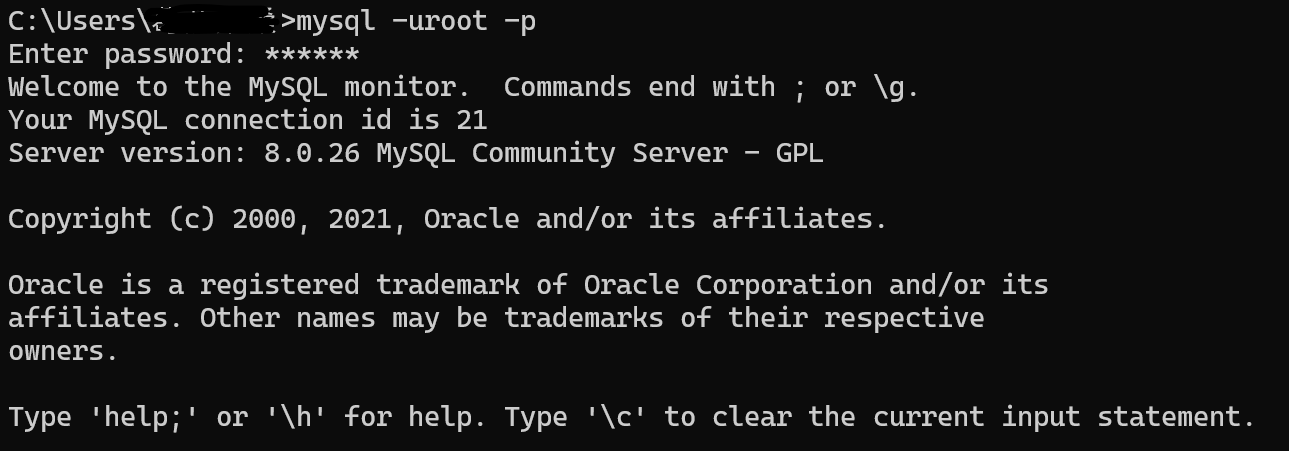 C:\Users\ >mysql -uroot -p
Enter password: ******
Welcome to the MySQL monitor.  Commands end with ; or \g.
Your MySQL connection id is 21
Server version: 8.0.26 MySQL Community Server - GPL
Copyright (c) 2000, 2021, Oracle and/or its affiliates.
Oracle is a registered trademark of Oracle Corporation and/or its
affiliates. Other names may be trademarks of their respective
owners.
Type 'help;' or '\h' for help. Type '\c' to clear the current input statement.